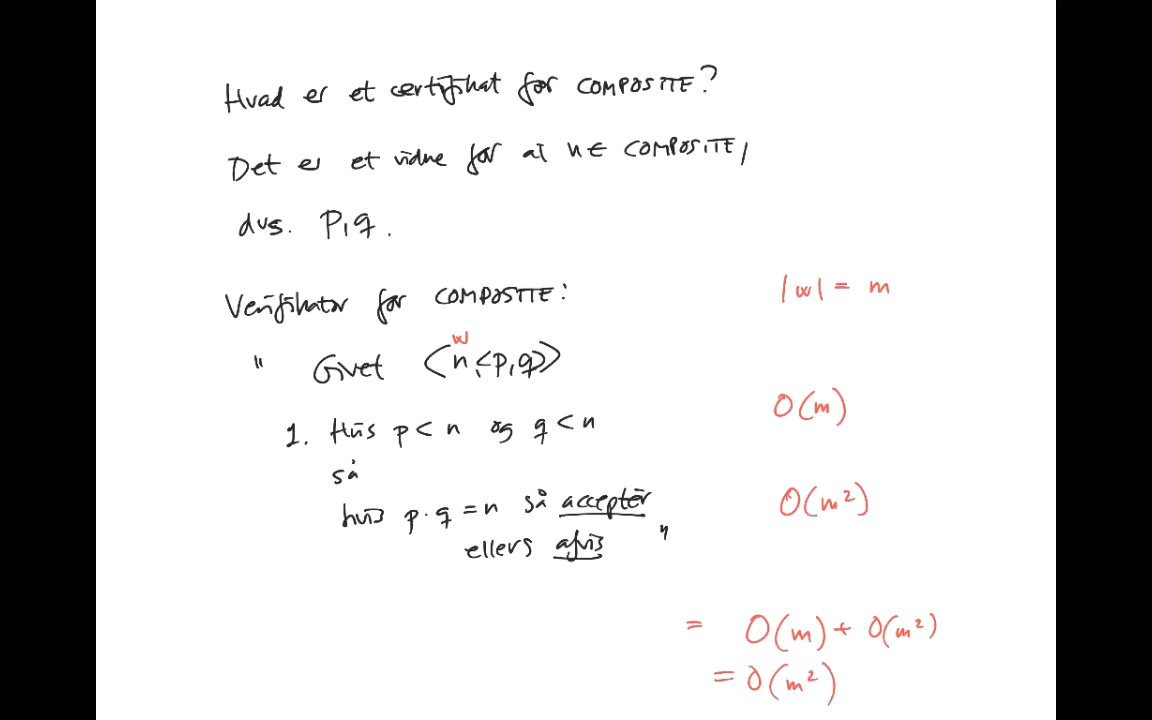 Hvad er et certifikat for COMPOSITE?
Det er et vidne for at n ∈ COMPOSITE,
dvs. p, q.
|w| = m
Verifikator for COMPOSITE:
w
" Givet <n, <p, q>>
O(m)
1. Hvis p < n og q < n
så
hvis p · q = n så accepter
O(m²)
ellers afvis "
= O(m) + O(m²)
= O(m²)